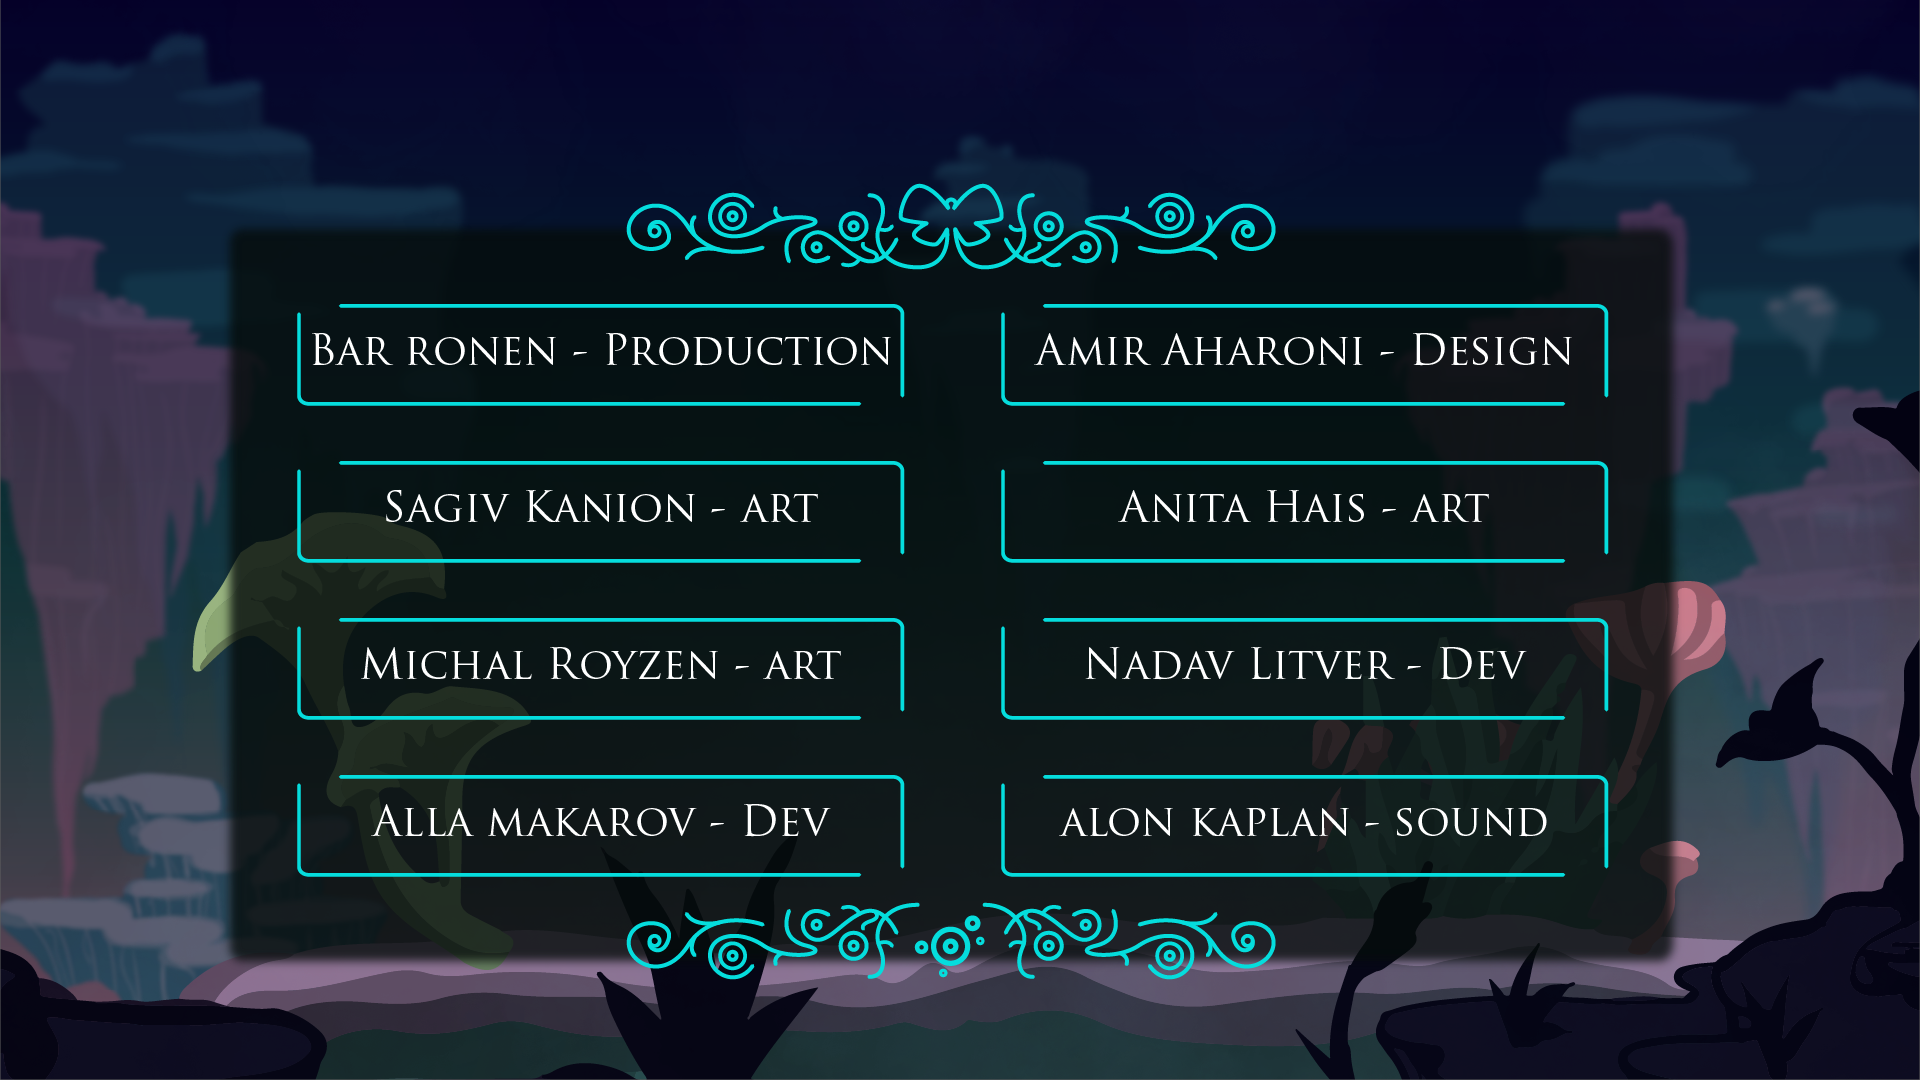 Bar ronen - Production
Amir Aharoni - Design
Sagiv Kanion - art
Anita Hais - art
Michal Royzen - art
Nadav Litver - Dev
Alla makarov - Dev
alon kaplan - sound